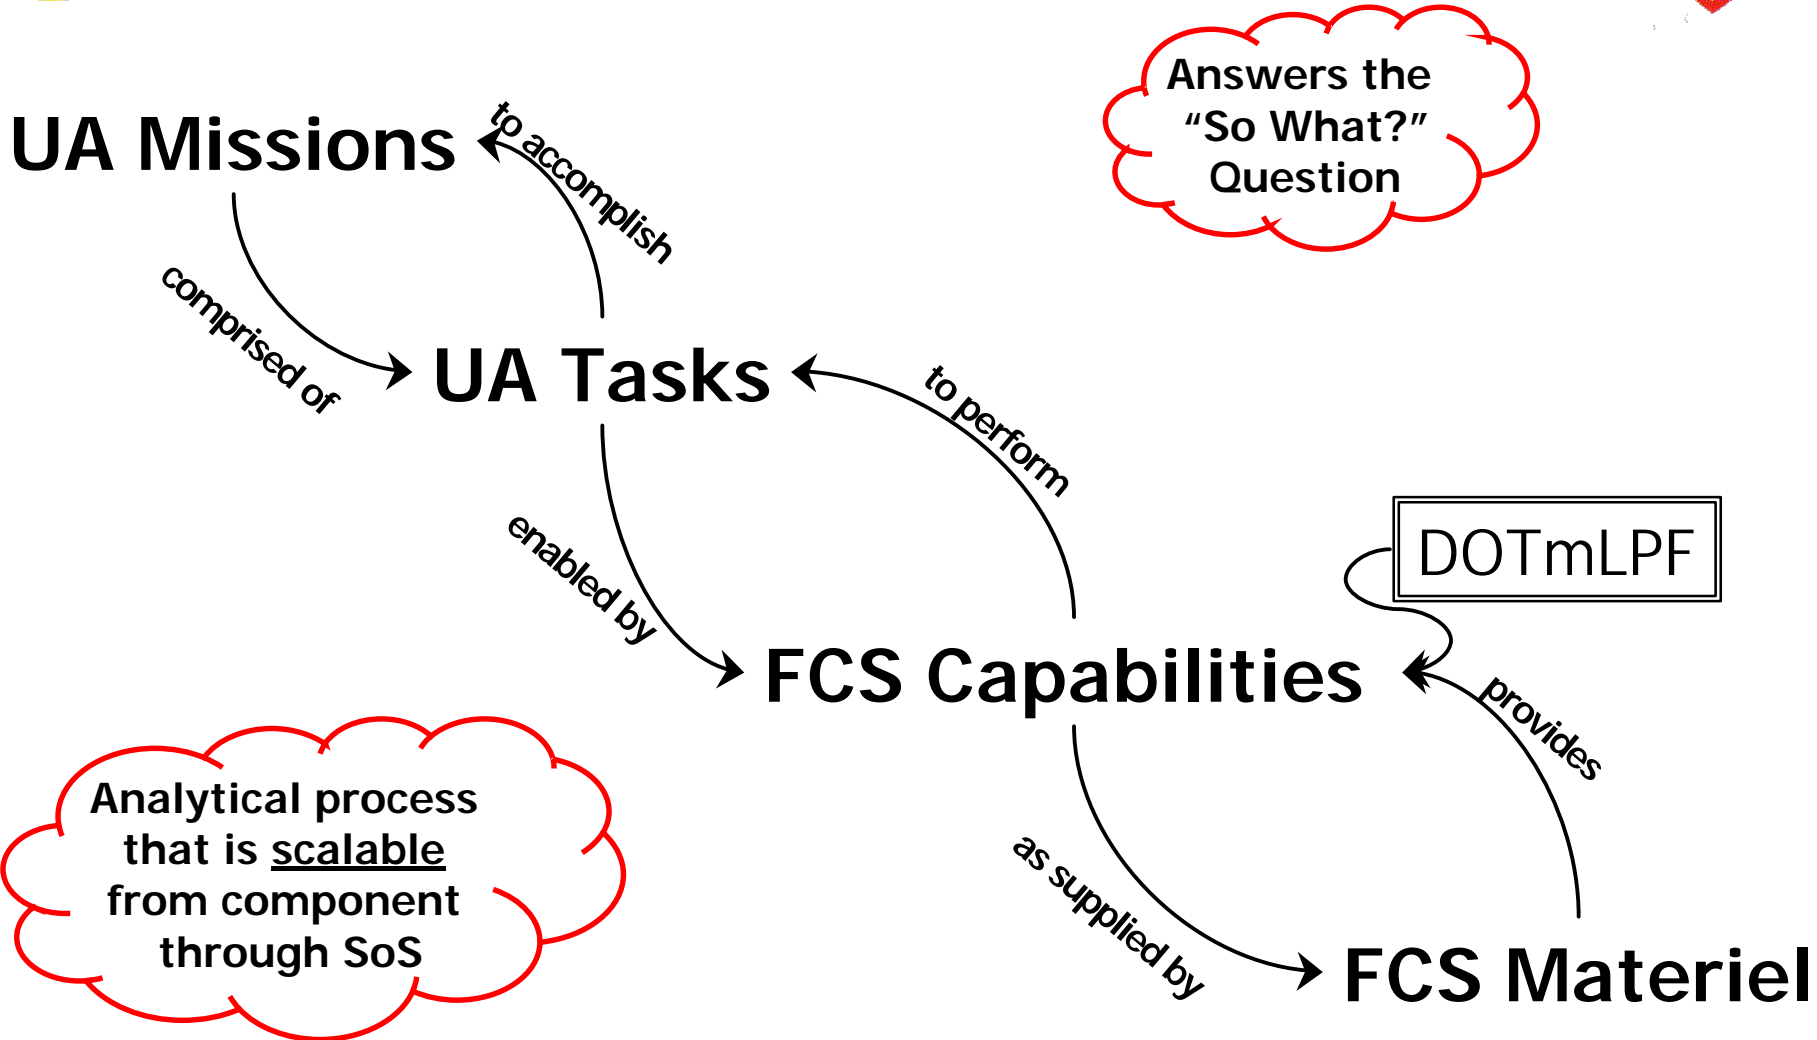 Answers the
“So What?”
Question
UA Missions
to accomplish
comprised of
UA Tasks
to perform
enabled by
DOTmLPF
FCS Capabilities
provides
Analytical process
that is scalable
from component
through SoS
as supplied by
FCS Materiel